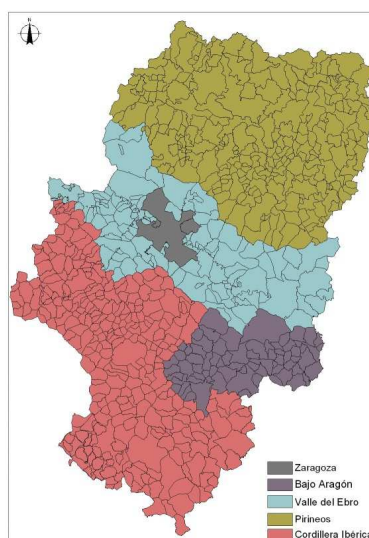 N
Zaragoza
Bajo Aragón
Valle del Ebro
Pirineos
Cordillera Ibérica